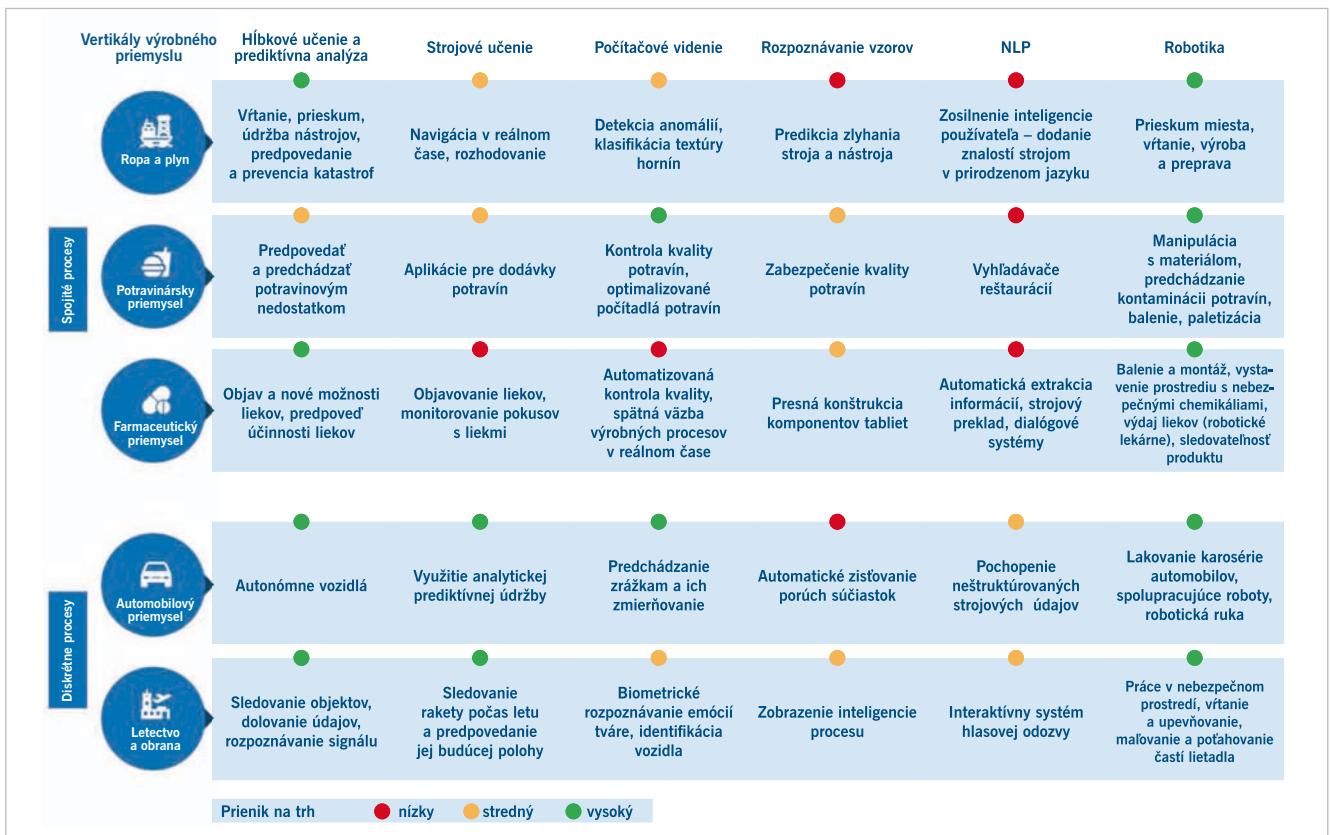 Vertikály výrobného
priemyslu
Hĺbkové učenie a
prediktívna analýza
Strojové učenie
Počítačové videnie
Rozpoznávanie vzorov
NLP
Robotika
Ropa a plyn
Vŕtanie, prieskum,
údržba nástrojov,
predpovedanie
a prevencia katastrof
Navigácia v reálnom
čase, rozhodovanie
Detekcia anomálií,
klasifikácia textúry
hornín
Predikcia zlyhania
stroja a nástroja
Zosilnenie inteligencie
používateľa – dodanie
znalostí strojom
v prirodzenom jazyku
Prieskum miesta,
vŕtanie, výroba
a preprava
Spojité procesy
Potravinársky
priemysel
Predpovedať
a predchádzať
potravinovým
nedostatkom
Aplikácie pre dodávky
potravín
Kontrola kvality
potravín,
optimalizované
počítadlá potravín
Zabezpečenie kvality
potravín
Vyhľadávače
reštaurácií
Manipulácia
s materiálom,
predchádzanie
kontaminácii potravín,
balenie, paletizácia
Farmaceutický
priemysel
Objav a nové možnosti
liekov, predpoveď
účinnosti liekov
Objavovanie liekov,
monitorovanie pokusov
s liekmi
Automatizovaná
kontrola kvality,
spätná väzba
výrobných procesov
v reálnom čase
Presná konštrukcia
komponentov tabliet
Automatická extrakcia
informácií, strojový
preklad, dialógové
systémy
Balenie a montáž, vysta-
venie prostrediu s nebez-
pečnými chemikáliami,
výdaj liekov (robotické
lekárne), sledovateľnosť
produktu
Diskrétne procesy
Automobilový
priemysel
Autonómne vozidlá
Využitie analytickej
prediktívnej údržby
Predchádzanie
zrážkam a ich
zmierňovanie
Automatické zisťovanie
porúch súčiastok
Pochopenie
neštruktúrovaných
strojových údajov
Lakovanie karosérie
automobilov,
spolupracujúce roboty,
robotická ruka
Letectvo
a obrana
Sledovanie objektov,
dolovanie údajov,
rozpoznávanie signálu
Sledovanie
rakety počas letu
a predpovedanie
jej budúcej polohy
Biometrické
rozpoznávanie emócií
tváre, identifikácia
vozidla
Zobrazenie inteligencie
procesu
Interaktívny systém
hlasovej odozvy
Práce v nebezpečnom
prostredí, vŕtanie
a upevňovanie,
maľovanie a poťahovanie
častí lietadla
Prienik na trh
nízky
stredný
vysoký